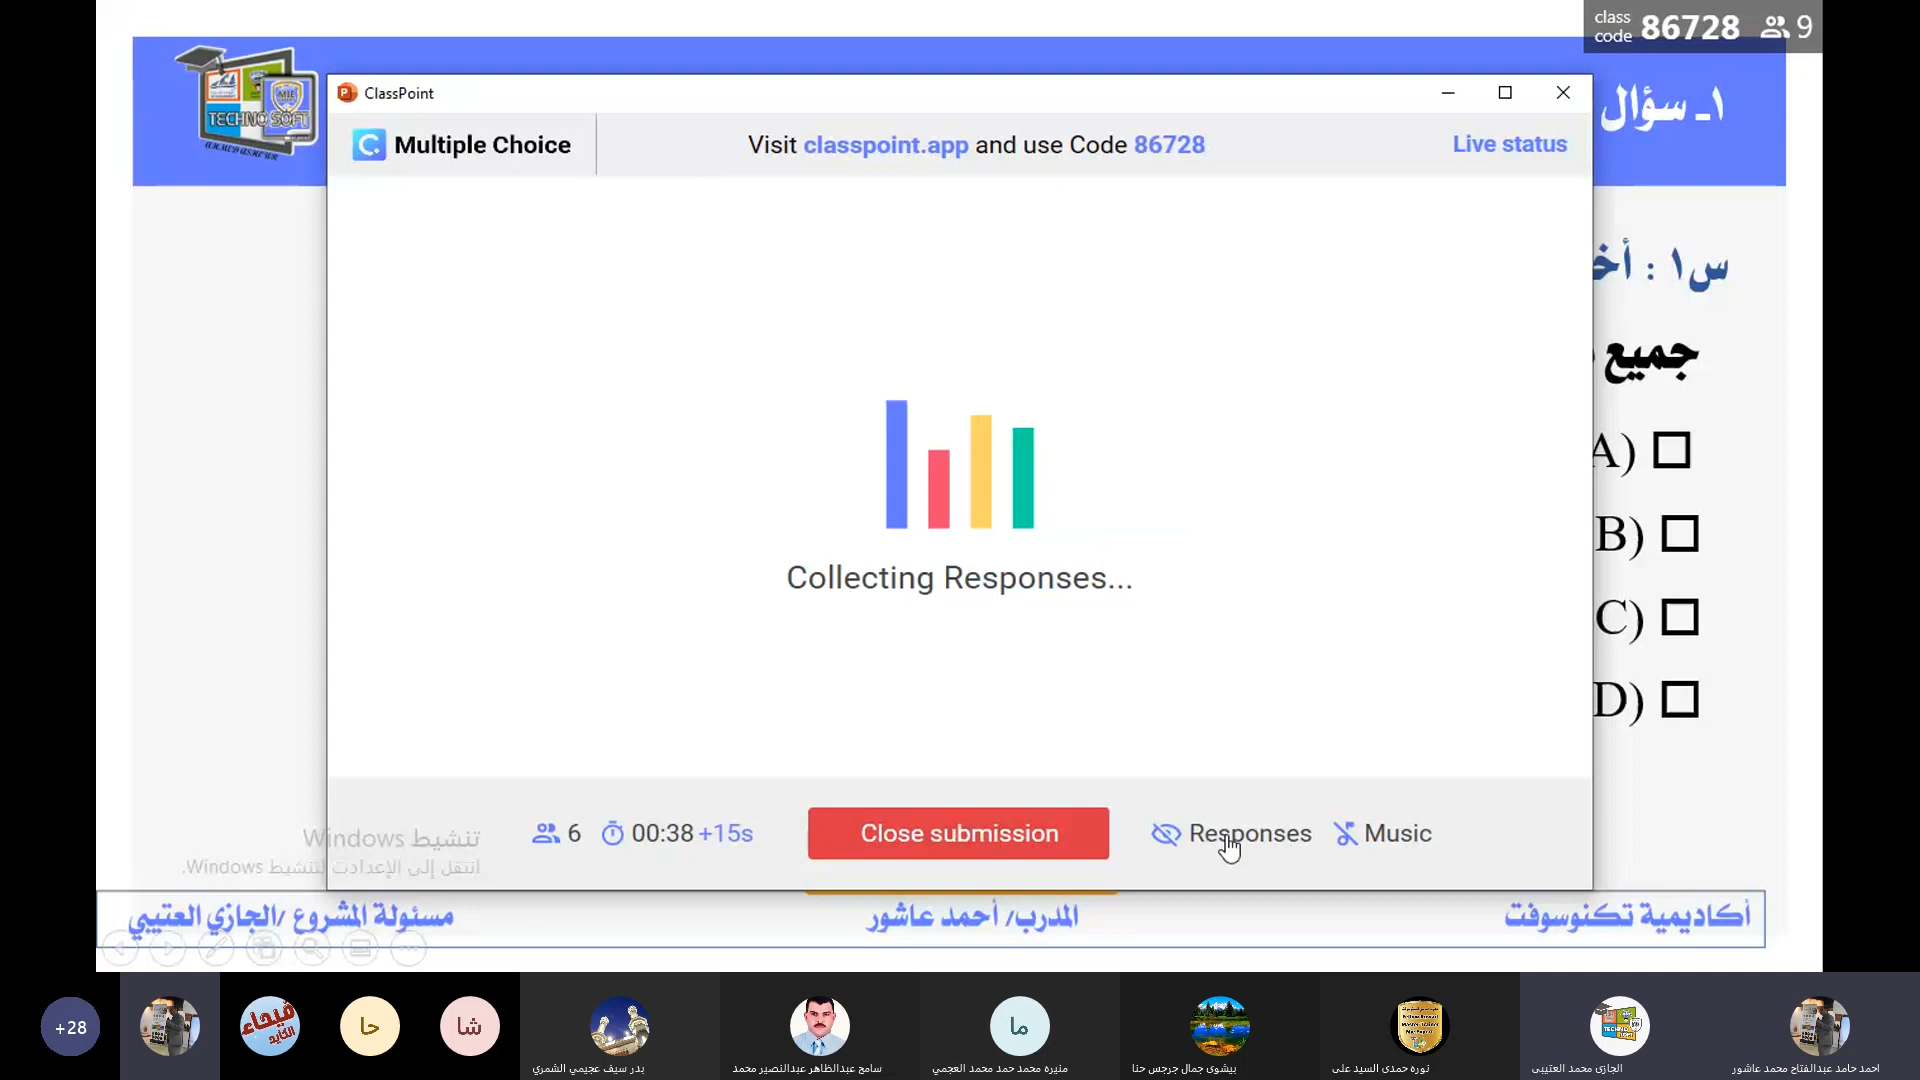 class code 86728 9
١ـ سؤال
TECHNO SOFT
ClassPoint
Multiple Choice
Visit classpoint.app and use Code 86728
Live status
س١ : أخ
جميع
A)
B)
C)
D)
Collecting Responses...
6 00:38 +15s
Close submission
Responses
Music
تنشيط Windows
انتقل إلى الإعدادات لتنشيط Windows.
أكاديمية تكنوسوفت
المدرب/ أحمد عاشور
مسئولة المشروع /الجازي العتيبي
+28
فيحاء الكايد
حا
شا
ما
بدر سيف عجيمي الشمري
سامح عبدالظاهر عبدالنصير محمد
منيره محمد حمد محمد العجمي
بيشوى جمال جرجس حنا
نوره حمدى السيد على
الجازى محمد العتيبى
احمد حامد عبدالفتاح محمد عاشور